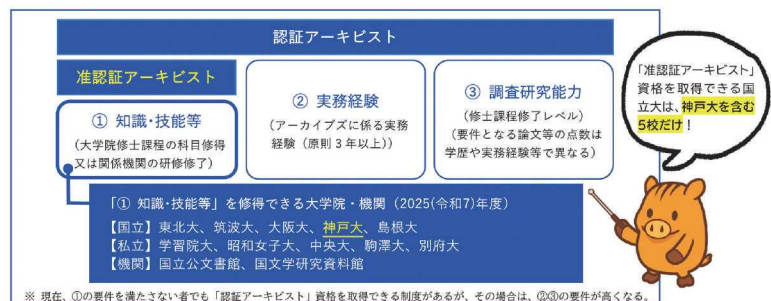 認証アーキビスト
准認証アーキビスト
① 知識・技能等
(大学院修士課程の科目修得
又は関係機関の研修修了)
② 実務経験
(アーカイブズに係る実務
経験(原則3年以上))
③ 調査研究能力
(修士課程修了レベル)
(要件となる論文等の点数は
学歴や実務経験等で異なる)
「准認証アーキビスト」
資格を取得できる国
立大は、神戸大を含む
5校だけ!
「① 知識・技能等」を修得できる大学院・機関(2025(令和7)年度)
【国立】東北大、筑波大、大阪大、神戸大、島根大
【私立】学習院大、昭和女子大、中央大、駒澤大、別府大
【機関】国立公文書館、国文学研究資料館
※ 現在、①の要件を満たさない者でも「認証アーキビスト」資格を取得できる制度があるが、その場合は、②③の要件が高くなる。